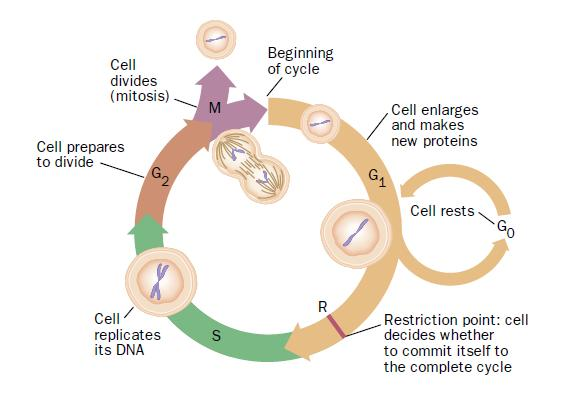 Beginning
of cycle
Cell
divides
(mitosis)
M
Cell enlarges
and makes
new proteins
Cell prepares
to divide
G2
G1
Cell rests
G0
R
Restriction point: cell
decides whether
to commit itself to
the complete cycle
Cell
replicates
its DNA
S